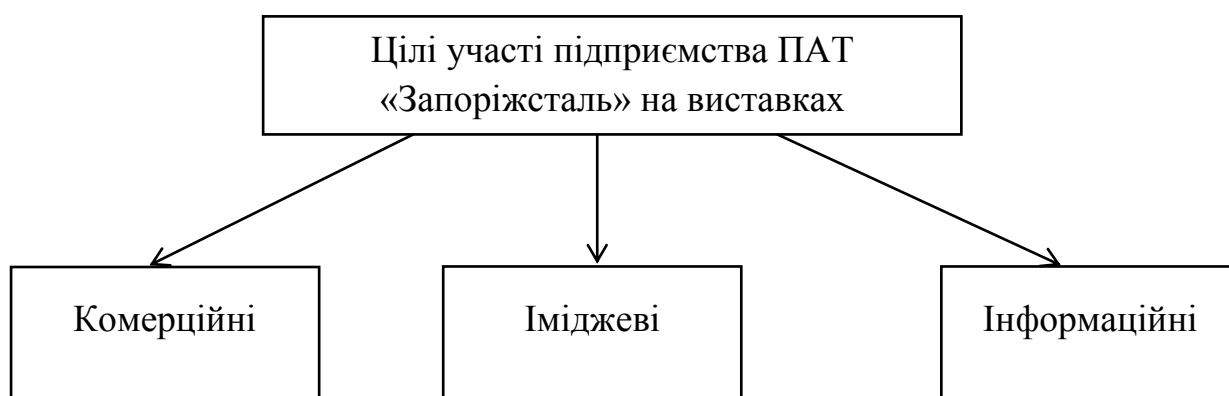 Цілі участі підприємства ПАТ
«Запоріжсталь» на виставках
Комерційні
Іміджеві
Інформаційні